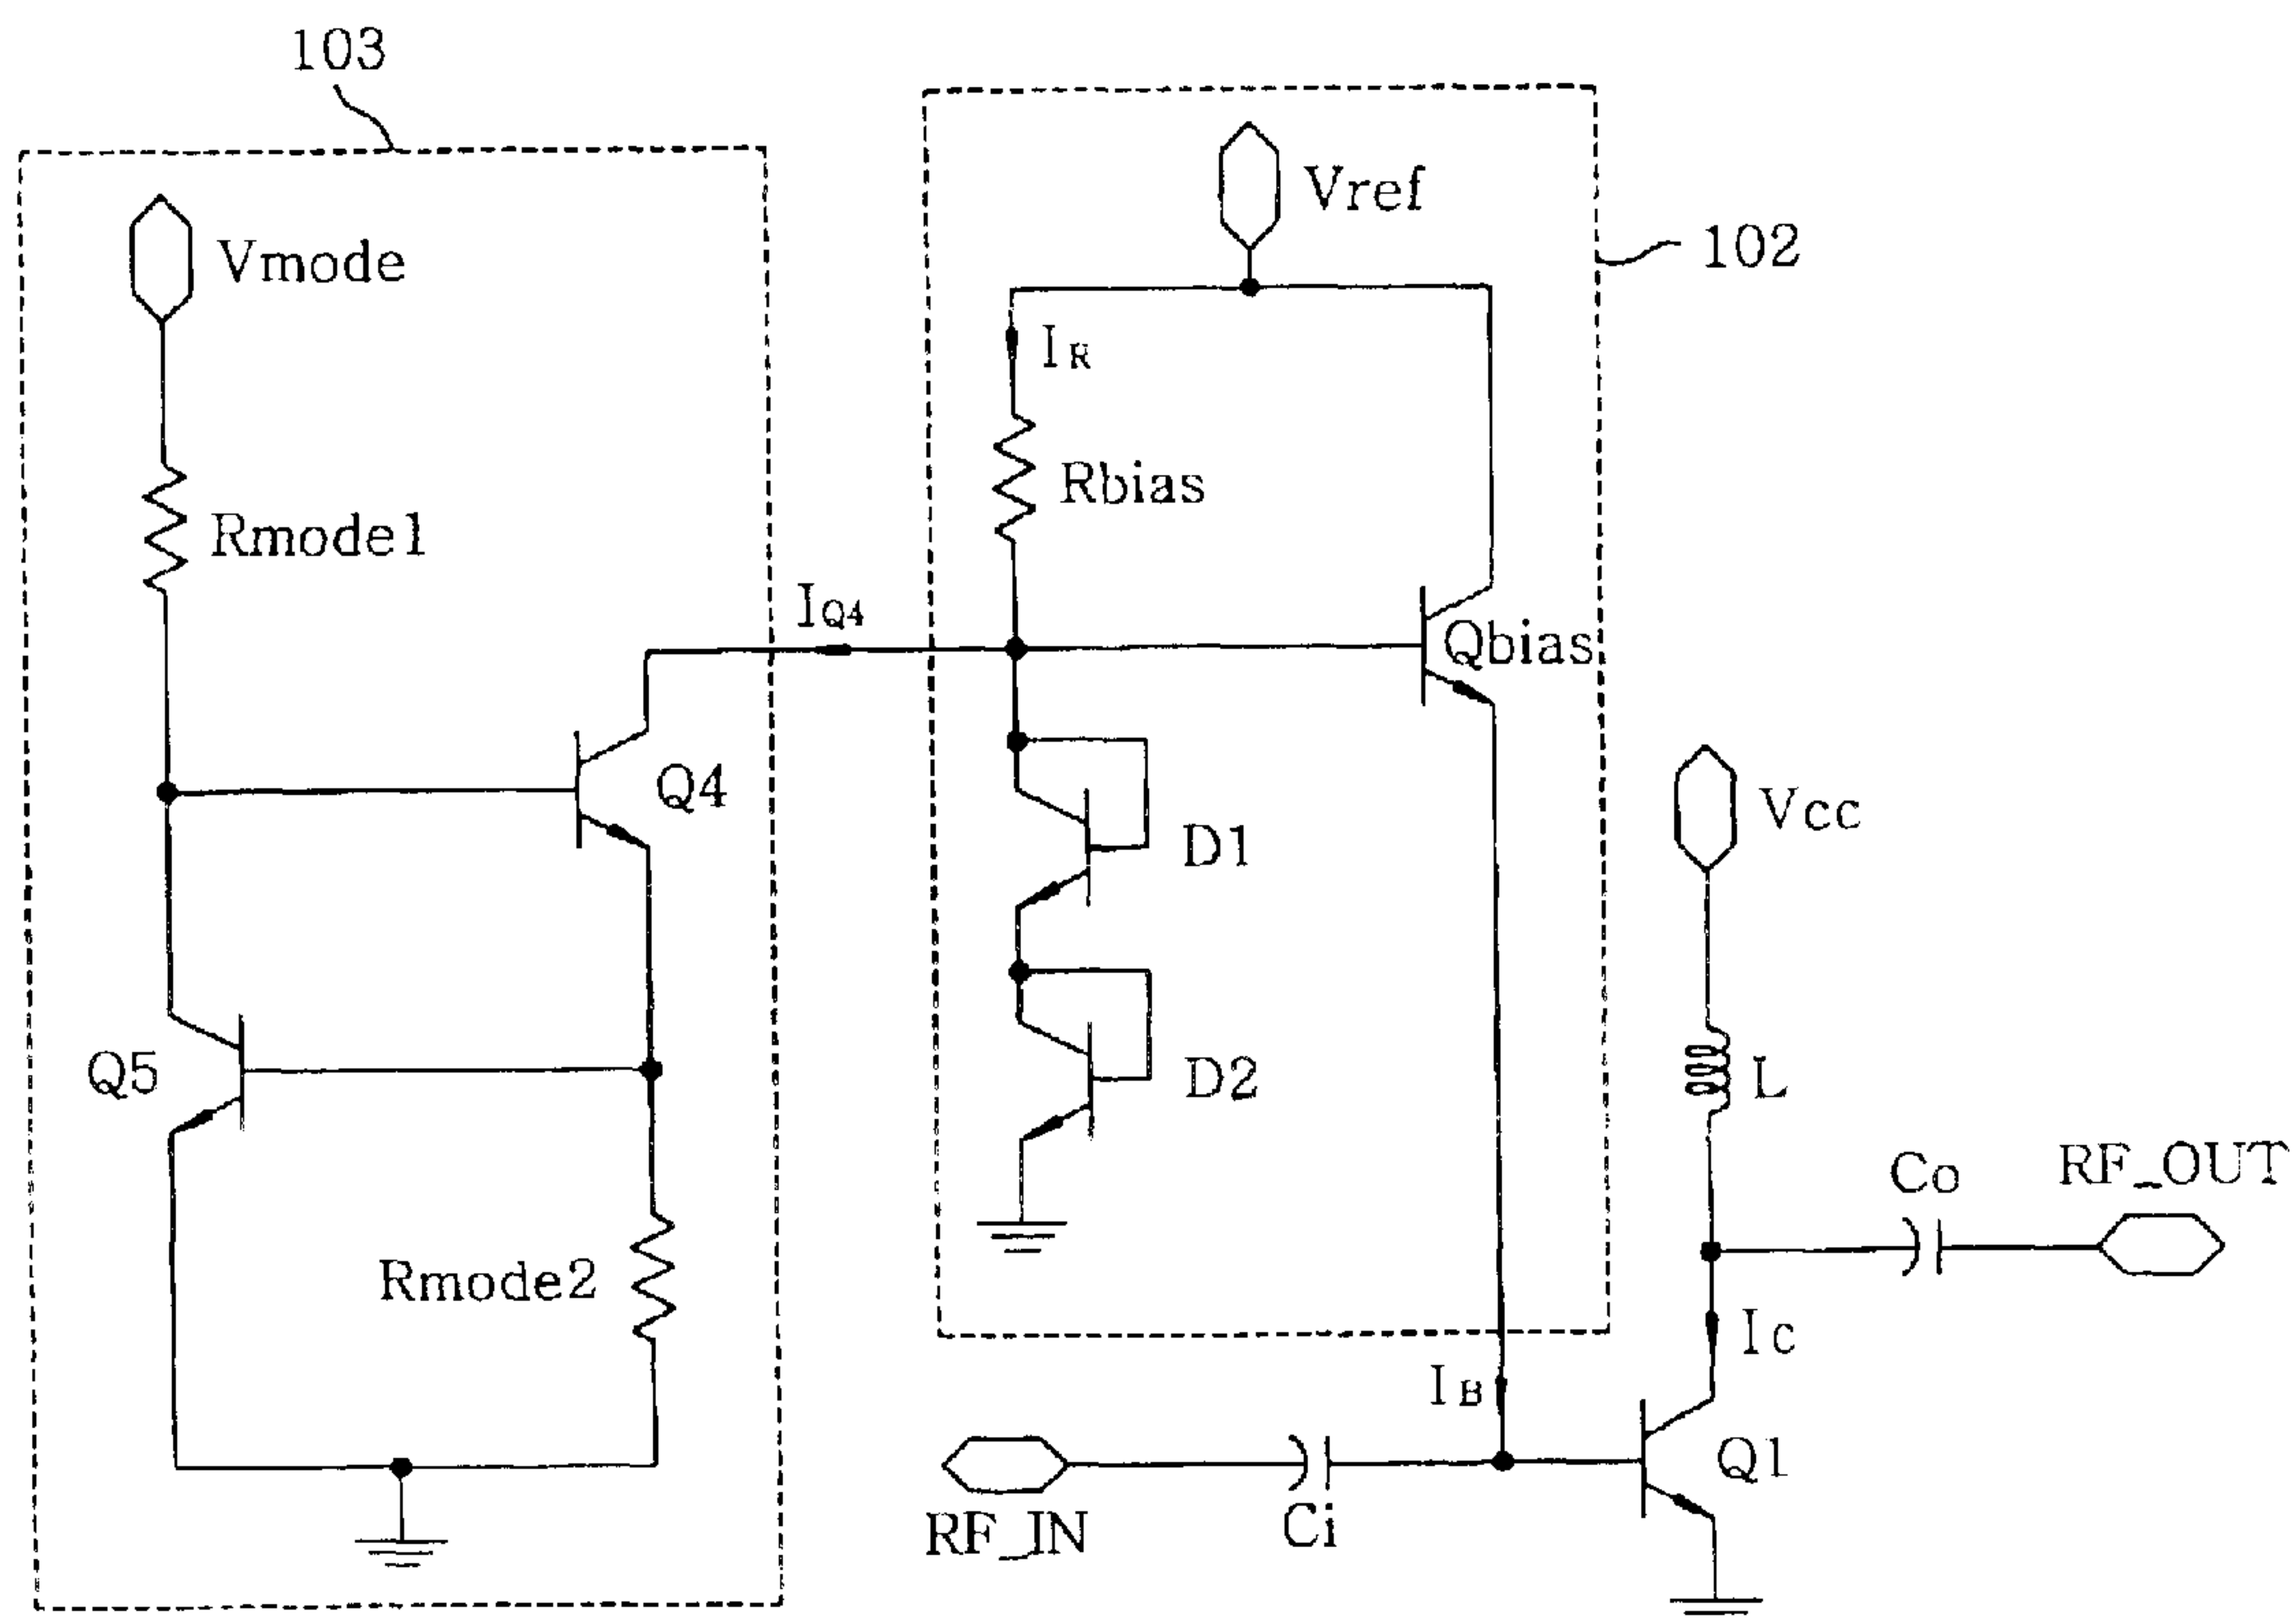 103
Vmode
Rmode1
Q4
Q5
Rmode2
IQ4
Vref
102
IR
Rbias
Qbias
D1
D2
Vcc
L
Co
RF_OUT
IC
IB
Q1
RF_IN
Ci